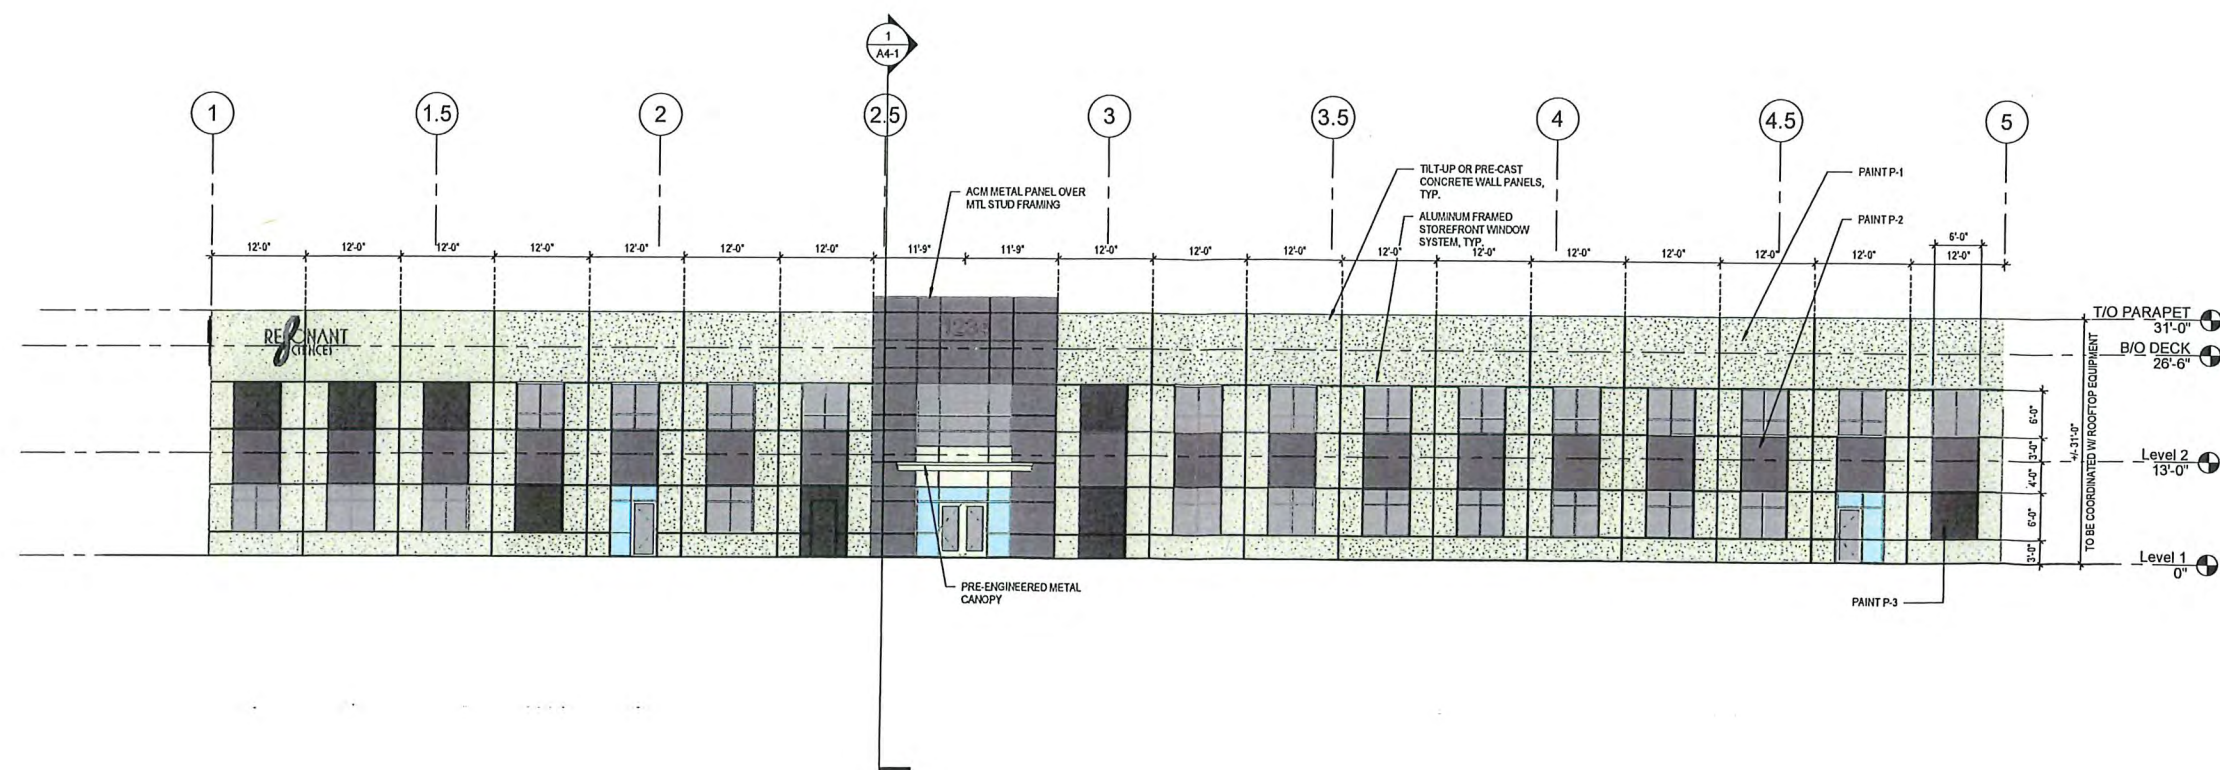 1
A4-1
1
1.5
2
2.5
3
3.5
4
4.5
5
ACM METAL PANEL OVER
MTL STUD FRAMING
TILT-UP OR PRE-CAST
CONCRETE WALL PANELS,
TYP.
ALUMINUM FRAMED
STOREFRONT WINDOW
SYSTEM, TYP.
PAINT P-1
PAINT P-2
6'-0"
12'-0" 12'-0" 12'-0" 12'-0" 12'-0" 12'-0" 12'-0" 11'-9" 11'-9" 12'-0" 12'-0" 12'-0" 12'-0" 12'-0" 12'-0" 12'-0" 12'-0" 12'-0" 12'-0"
RESONANT
SCIENCES
T/O PARAPET
31'-0"
B/O DECK
26'-6"
Level 2
13'-0"
Level 1
0"
6'-0"
3'-0"
4'-0"
6'-0"
3'-0"
+/- 31'-0"
TO BE COORDINATED W/ ROOFTOP EQUIPMENT
PRE-ENGINEERED METAL
CANOPY
PAINT P-3